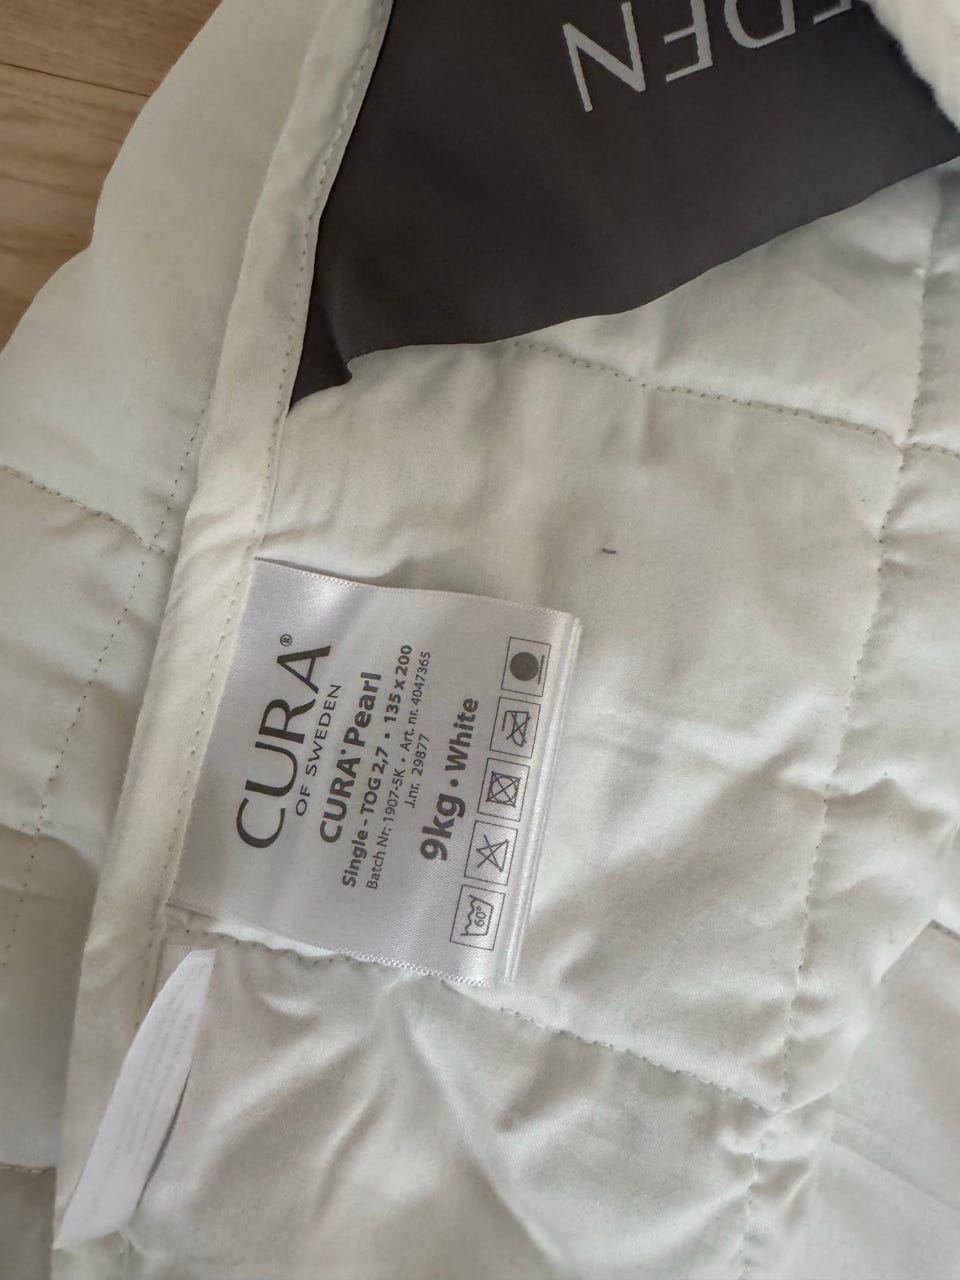 EDEN
CURA®
OF SWEDEN
CURA® Pearl
Single - TOG 2,7 • 135 x 200
Batch Nr: 1907-5K • Art. nr. 4047365
J.nr. 29877
9kg • White
60°